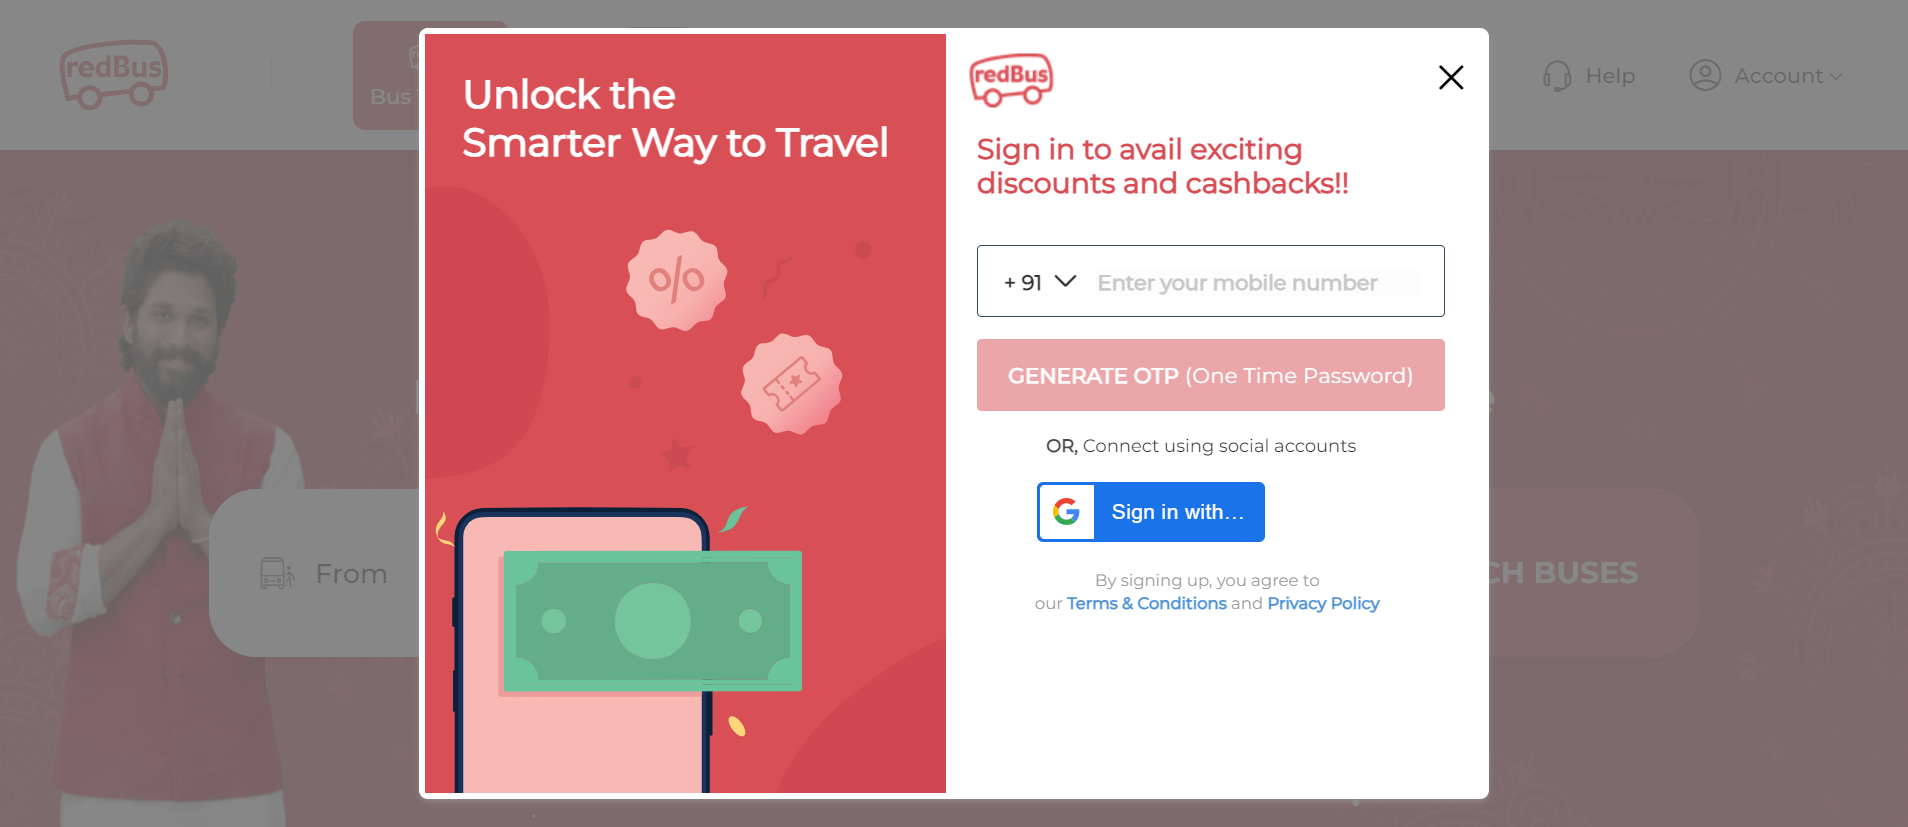 redBus
Bus
Help
Account
Unlock the
Smarter Way to Travel
redBus
Sign in to avail exciting
discounts and cashbacks!!
+ 91 Enter your mobile number
GENERATE OTP (One Time Password)
OR, Connect using social accounts
Sign in with...
By signing up, you agree to
our Terms & Conditions and Privacy Policy
From
CH BUSES